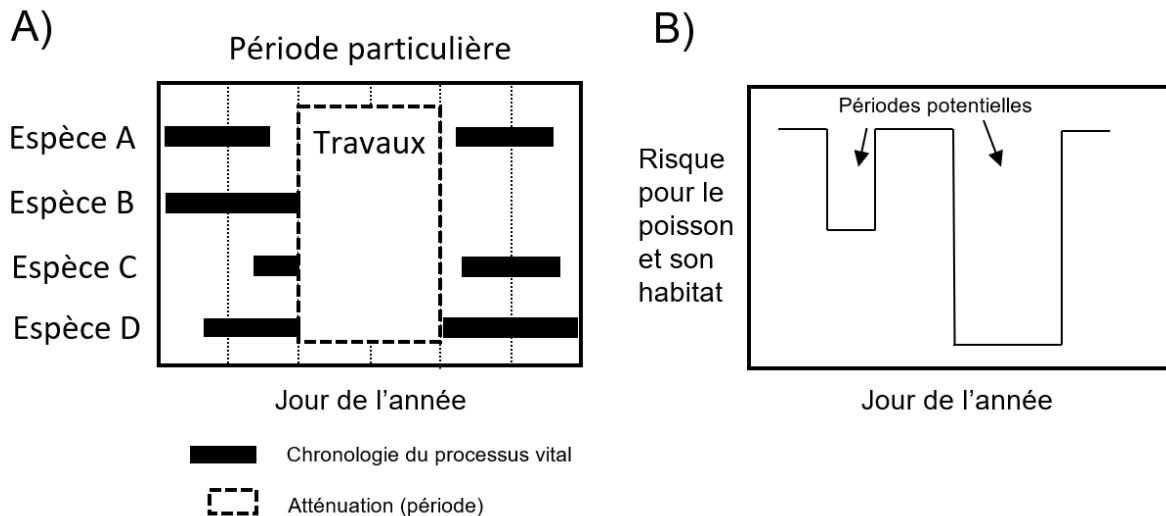 A)
Période particulière
Espèce A
Travaux
Espèce B
Espèce C
Espèce D
Jour de l’année
Chronologie du processus vital
Atténuation (période)
B)
Périodes potentielles
Risque
pour le
poisson
et son
habitat
Jour de l’année